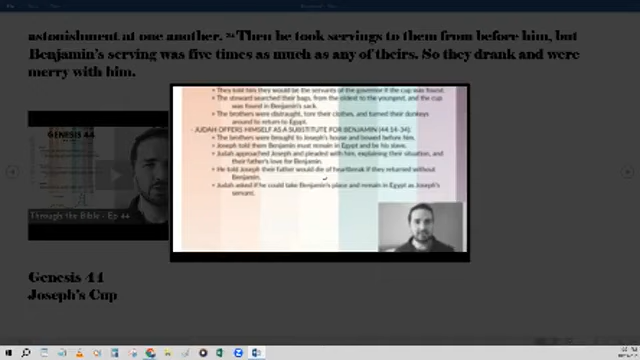 astonishment at one another. ³⁴Then he took servings to them from before him, but
Benjamin's serving was five times as much as any of theirs. So they drank and were
merry with him.
• They told him they would be the servants of the governor if the cup was found.
• The steward searched their bags, from the oldest to the youngest, and the cup
was found in Benjamin's sack.
• The brothers were distraught, tore their clothes, and turned their donkeys
around to return to Egypt.
- JUDAH OFFERS HIMSELF AS A SUBSTITUTE FOR BENJAMIN (44:14-34):
• The brothers were brought to Joseph's house and bowed before him.
• Joseph told them Benjamin must remain in Egypt and be his slave.
• Judah approached Joseph and pleaded with him, explaining their situation, and
their father's love for Benjamin.
• He told Joseph their father would die of heartbreak if they returned without
Benjamin.
• Judah asked if he could take Benjamin's place and remain in Egypt as Joseph's
servant.
GENESIS 44
Through the Bible - Ep 44
Genesis 44
Joseph's Cup